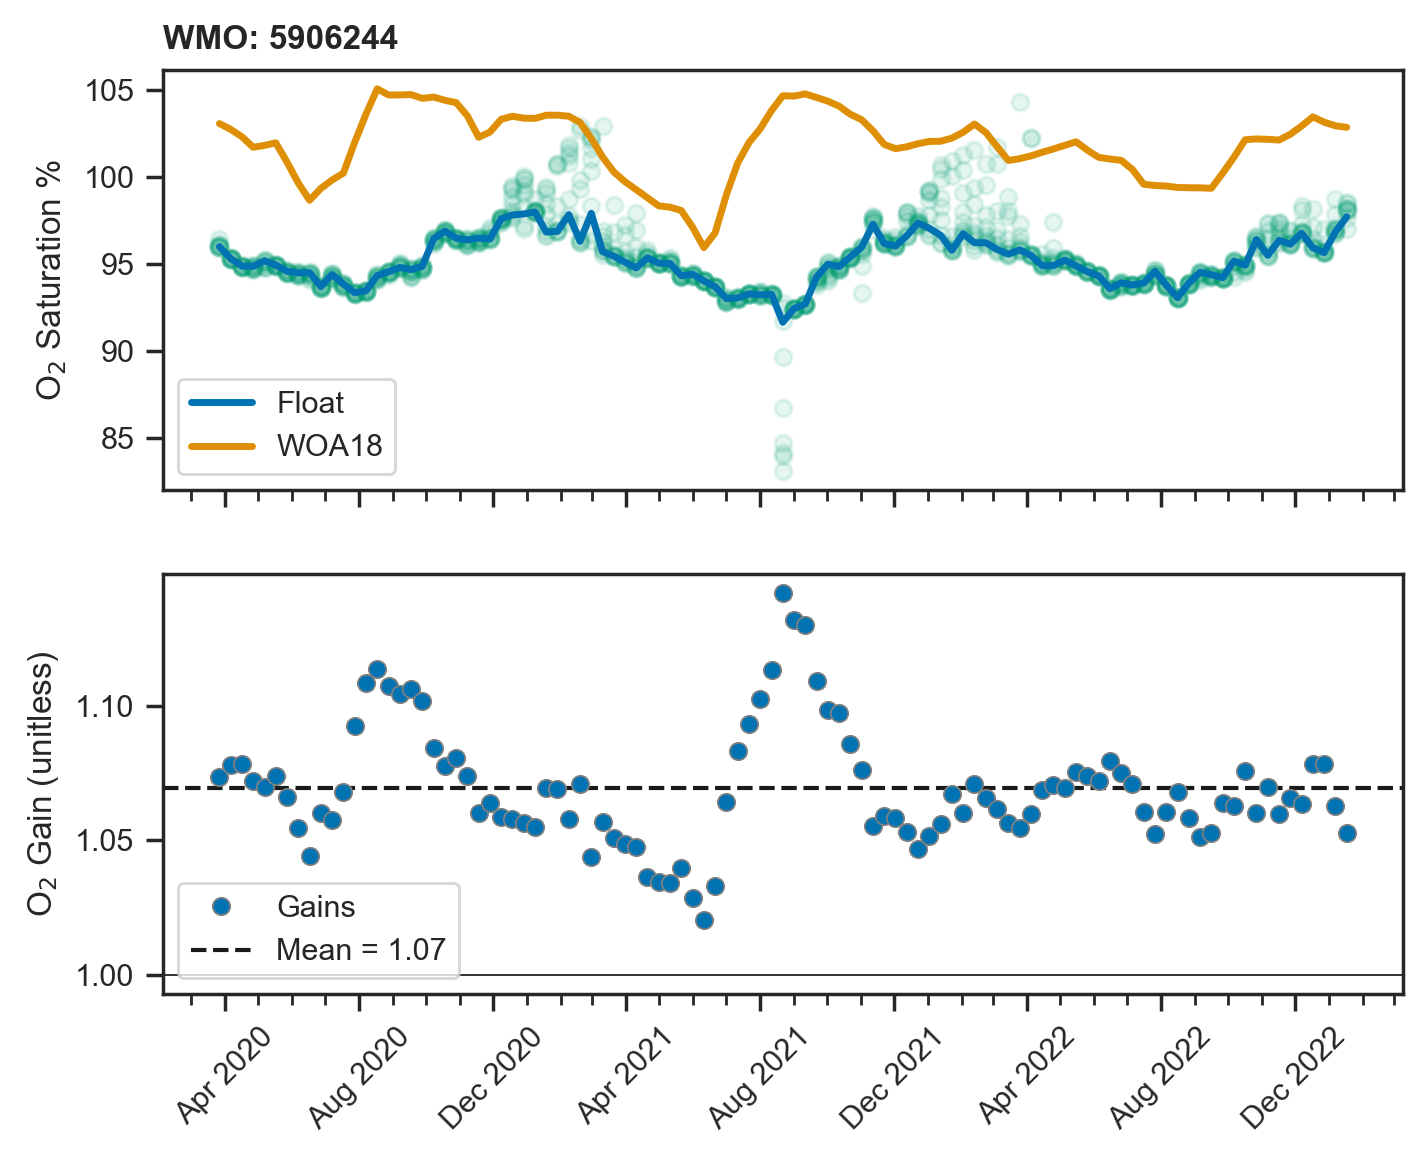 WMO: 5906244
O₂ Saturation %
105
100
95
90
85
Float
WOA18
O₂ Gain (unitless)
1.10
1.05
1.00
Gains
Mean = 1.07
Apr 2020
Aug 2020
Dec 2020
Apr 2021
Aug 2021
Dec 2021
Apr 2022
Aug 2022
Dec 2022